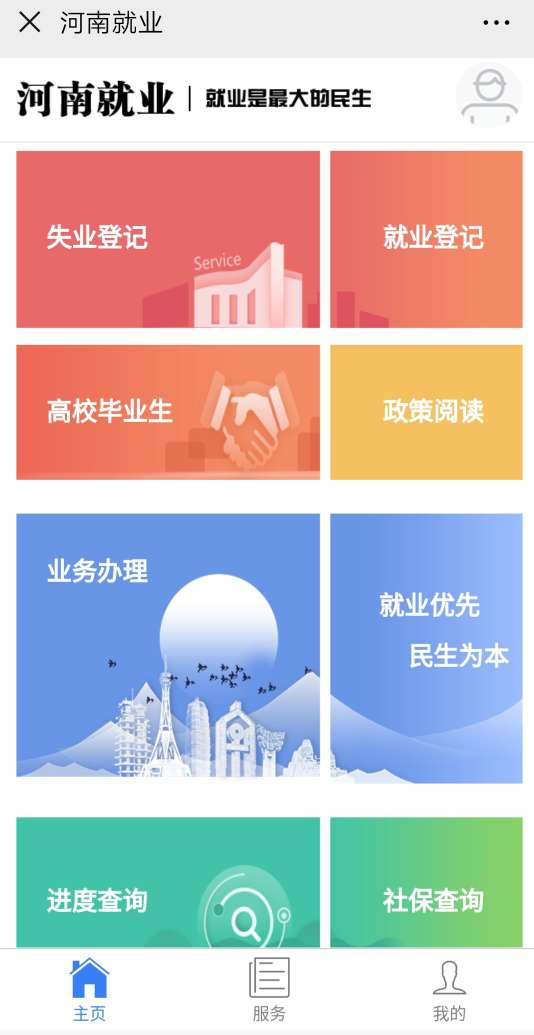 河南就业
河南就业 | 就业是最大的民生
失业登记
Service
就业登记
高校毕业生
政策阅读
业务办理
就业优先
民生为本
进度查询
社保查询
主页
服务
我的